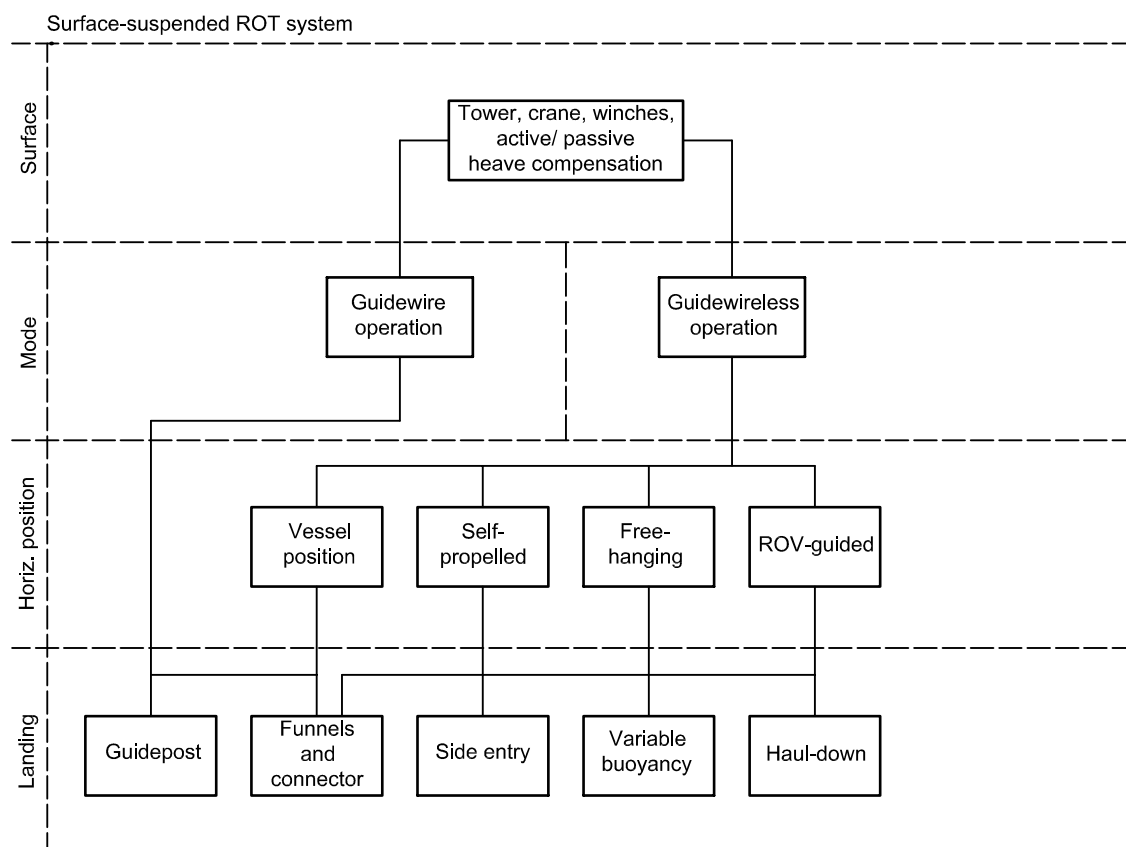 Surface-suspended ROT system
Surface
Tower, crane, winches,
active/ passive
heave compensation
Mode
Guidewire
operation
Guidewireless
operation
Horiz. position
Vessel
position
Self-
propelled
Free-
hanging
ROV-guided
Landing
Guidepost
Funnels
and
connector
Side entry
Variable
buoyancy
Haul-down